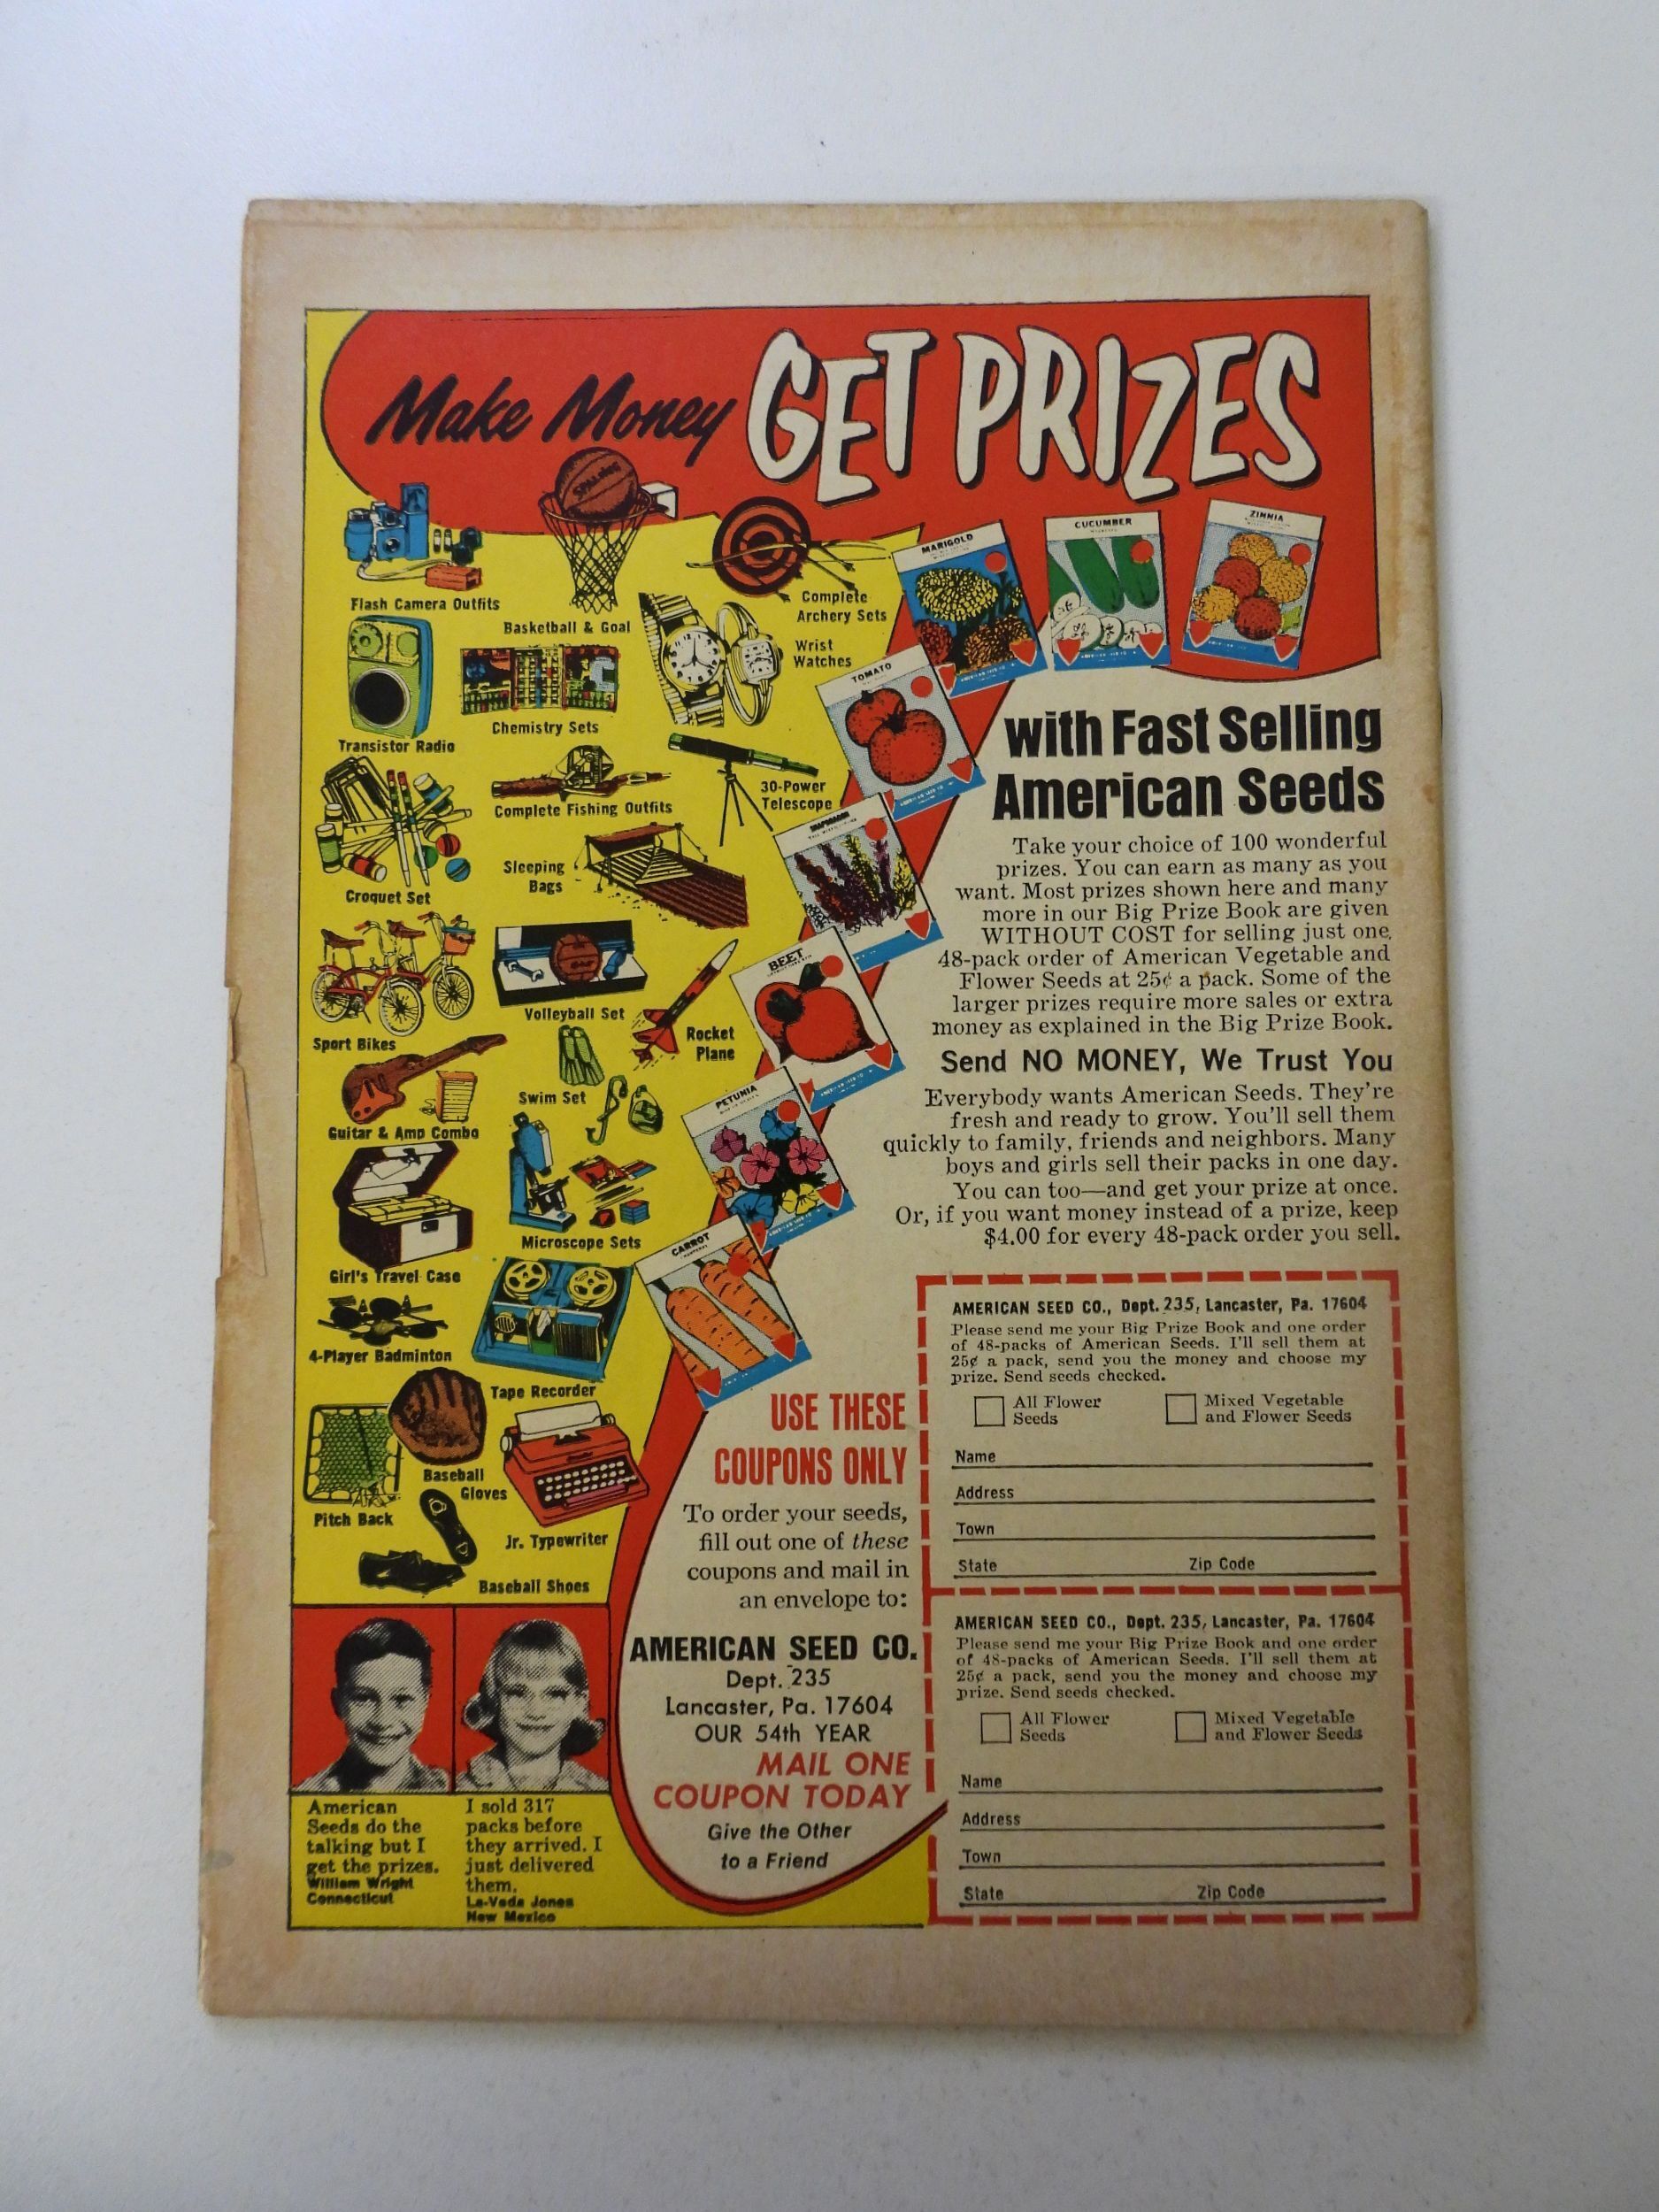 Make Money GET PRIZES
SPALDING
Flash Camera Outfits
Basketball & Goal
Complete
Archery Sets
Wrist
Watches
Transistor Radio
Chemistry Sets
Complete Fishing Outfits
30-Power
Telescope
Croquet Set
Sleeping
Bags
Sport Bikes
Volleyball Set
Rocket
Plane
Guitar & Amp Combo
Swim Set
Girl's Travel Case
Microscope Sets
4-Player Badminton
Tape Recorder
Baseball
Gloves
Pitch Back
Jr. Typewriter
Baseball Shoes
MARIGOLD
CUCUMBER
ZINNIA
TOMATO
SNAPDRAGON
BEET
PETUNIA
CARROT
with Fast Selling
American Seeds
Take your choice of 100 wonderful
prizes. You can earn as many as you
want. Most prizes shown here and many
more in our Big Prize Book are given
WITHOUT COST for selling just one,
48-pack order of American Vegetable and
Flower Seeds at 25¢ a pack. Some of the
larger prizes require more sales or extra
money as explained in the Big Prize Book.
Send NO MONEY, We Trust You
Everybody wants American Seeds. They're
fresh and ready to grow. You'll sell them
quickly to family, friends and neighbors. Many
boys and girls sell their packs in one day.
You can too—and get your prize at once.
Or, if you want money instead of a prize, keep
$4.00 for every 48-pack order you sell.
USE THESE
COUPONS ONLY
To order your seeds,
fill out one of these
coupons and mail in
an envelope to:
AMERICAN SEED CO.
Dept. 235
Lancaster, Pa. 17604
OUR 54th YEAR
MAIL ONE
COUPON TODAY
Give the Other
to a Friend
American
Seeds do the
talking but I
get the prizes.
William Wright
Connecticut
I sold 317
packs before
they arrived. I
just delivered
them.
La-Veda Jones
New Mexico
AMERICAN SEED CO., Dept. 235, Lancaster, Pa. 17604
Please send me your Big Prize Book and one order
of 48-packs of American Seeds. I'll sell them at
25¢ a pack, send you the money and choose my
prize. Send seeds checked.
All Flower
Seeds
Mixed Vegetable
and Flower Seeds
Name
Address
Town
State Zip Code
AMERICAN SEED CO., Dept. 235, Lancaster, Pa. 17604
Please send me your Big Prize Book and one order
of 48-packs of American Seeds. I'll sell them at
25¢ a pack, send you the money and choose my
prize. Send seeds checked.
All Flower
Seeds
Mixed Vegetable
and Flower Seeds
Name
Address
Town
State Zip Code